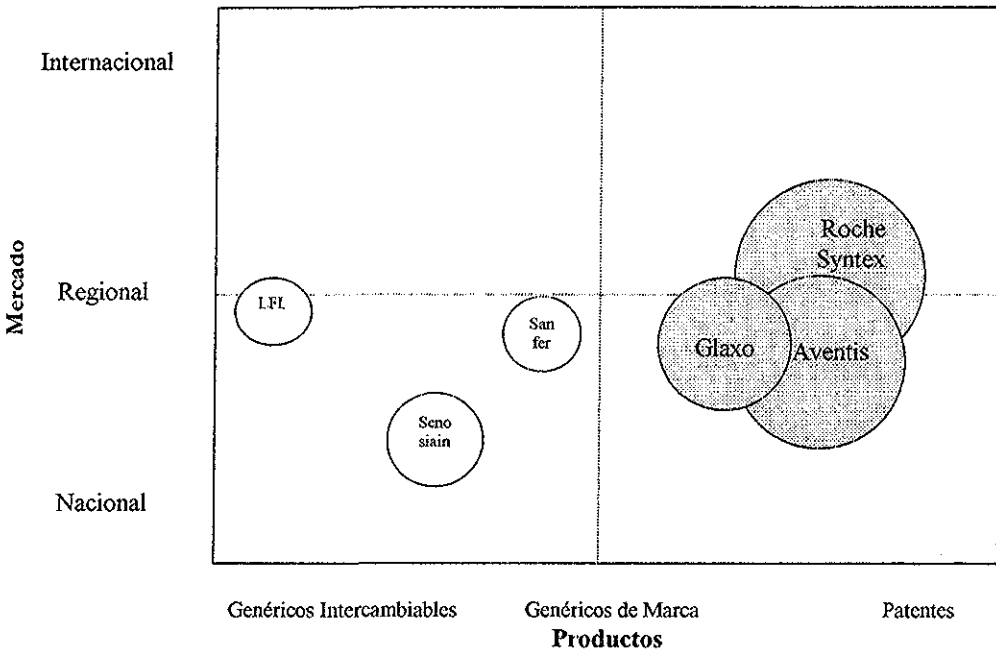 Internacional
Mercado
Regional
Nacional
Roche
Syntex
I.F.I.
San
fer
Glaxo
Aventis
Seno
siain
Genéricos Intercambiables
Genéricos de Marca
Patentes
Productos